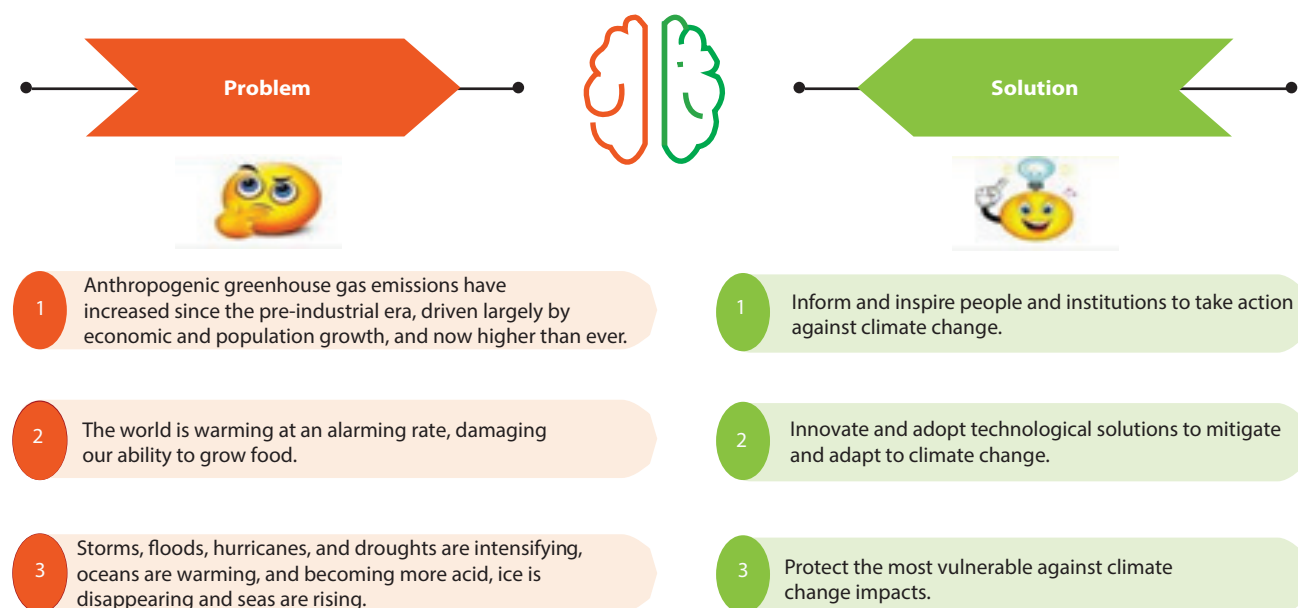 Problem
Solution
1
Anthropogenic greenhouse gas emissions have
increased since the pre-industrial era, driven largely by
economic and population growth, and now higher than ever.
2
The world is warming at an alarming rate, damaging
our ability to grow food.
3
Storms, floods, hurricanes, and droughts are intensifying,
oceans are warming, and becoming more acid, ice is
disappearing and seas are rising.
1
Inform and inspire people and institutions to take action
against climate change.
2
Innovate and adopt technological solutions to mitigate
and adapt to climate change.
3
Protect the most vulnerable against climate
change impacts.